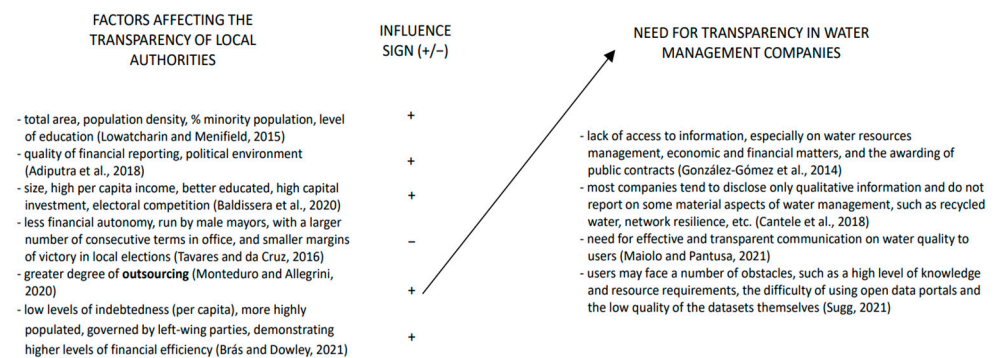 FACTORS AFFECTING THE
TRANSPARENCY OF LOCAL
AUTHORITIES
INFLUENCE
SIGN (+/−)
NEED FOR TRANSPARENCY IN WATER
MANAGEMENT COMPANIES
- total area, population density, % minority population, level
of education (Lowatcharin and Menifield, 2015)
+
- quality of financial reporting, political environment
(Adiputra et al., 2018)
+
- size, high per capita income, better educated, high capital
investment, electoral competition (Baldissera et al., 2020)
+
- less financial autonomy, run by male mayors, with a larger
number of consecutive terms in office, and smaller margins
of victory in local elections (Tavares and da Cruz, 2016)
−
- greater degree of outsourcing (Monteduro and Allegrini,
2020)
+
- low levels of indebtedness (per capita), more highly
populated, governed by left-wing parties, demonstrating
higher levels of financial efficiency (Brás and Dowley, 2021)
+
- lack of access to information, especially on water resources
management, economic and financial matters, and the awarding of
public contracts (González-Gómez et al., 2014)
- most companies tend to disclose only qualitative information and do not
report on some material aspects of water management, such as recycled
water, network resilience, etc. (Cantele et al., 2018)
- need for effective and transparent communication on water quality to
users (Maiolo and Pantusa, 2021)
- users may face a number of obstacles, such as a high level of knowledge
and resource requirements, the difficulty of using open data portals and
the low quality of the datasets themselves (Sugg, 2021)